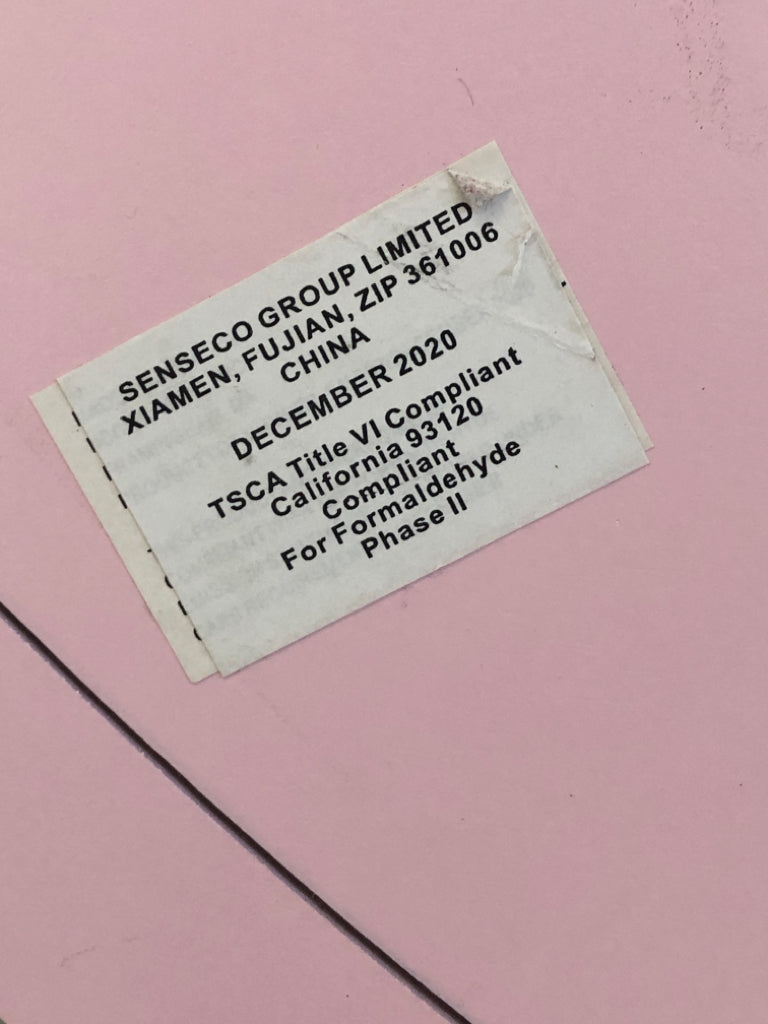 SENSECO GROUP LIMITED
XIAMEN, FUJIAN, ZIP 361006
CHINA
DECEMBER 2020
TSCA Title VI Compliant
California 93120
Compliant
For Formaldehyde
Phase II